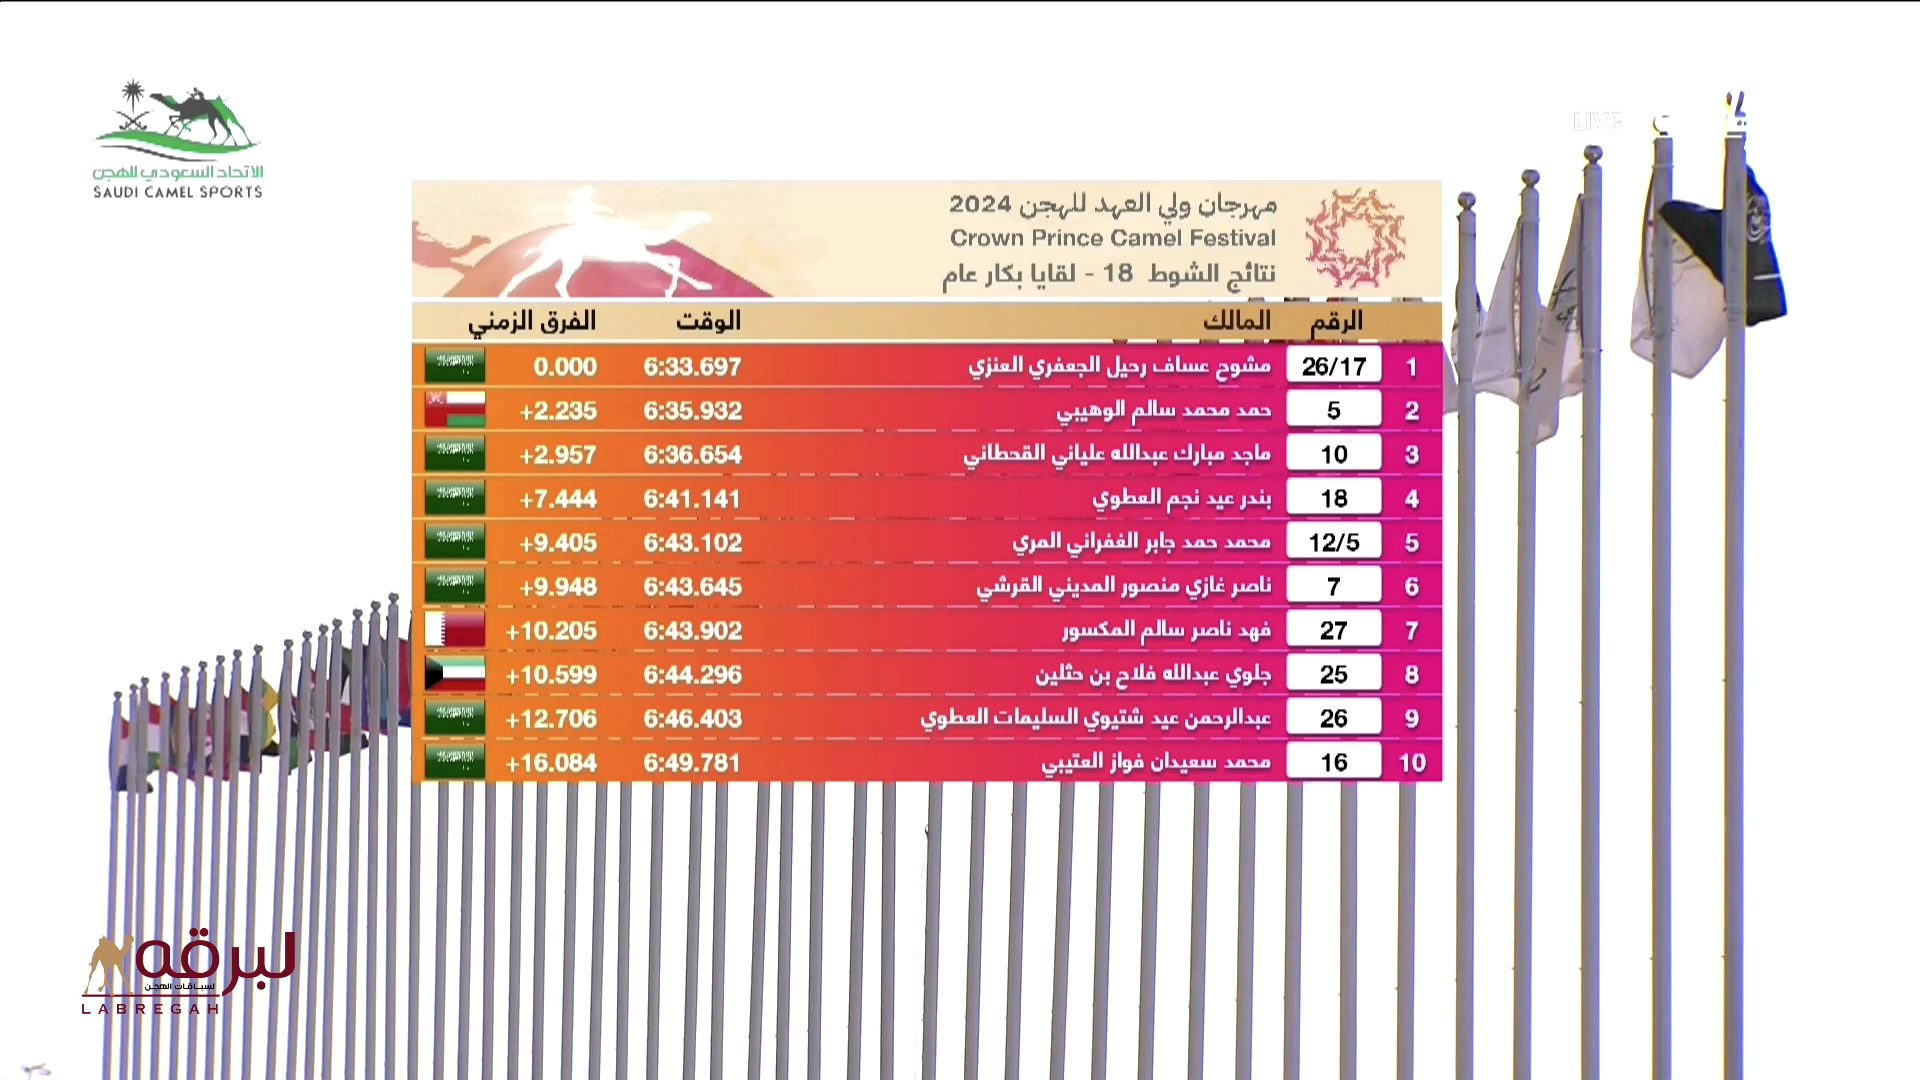 الاتحاد السعودي للهجن
SAUDI CAMEL SPORTS
LIVE
مهرجان ولي العهد للهجن 2024
Crown Prince Camel Festival
نتائج الشوط 18 - لقايا بكار عام
الرقم المالك الوقت الفرق الزمني
1 26/17 مشوح عساف رحيل الجعفري العنزي 6:33.697 0.000
2 5 حمد محمد سالم الوهيبي 6:35.932 +2.235
3 10 ماجد مبارك عبدالله علياني القحطاني 6:36.654 +2.957
4 18 بندر عيد نجم العطوي 6:41.141 +7.444
5 12/5 محمد حمد جابر الغفراني المري 6:43.102 +9.405
6 7 ناصر غازي منصور المديني القرشي 6:43.645 +9.948
7 27 فهد ناصر سالم المكسور 6:43.902 +10.205
8 25 جلوي عبدالله فلاح بن حثلين 6:44.296 +10.599
9 26 عبدالرحمن عيد شتيوي السليمات العطوي 6:46.403 +12.706
10 16 محمد سعيدان فواز العتيبي 6:49.781 +16.084
لبرقه
لسباقات الهجن
LABREGAH